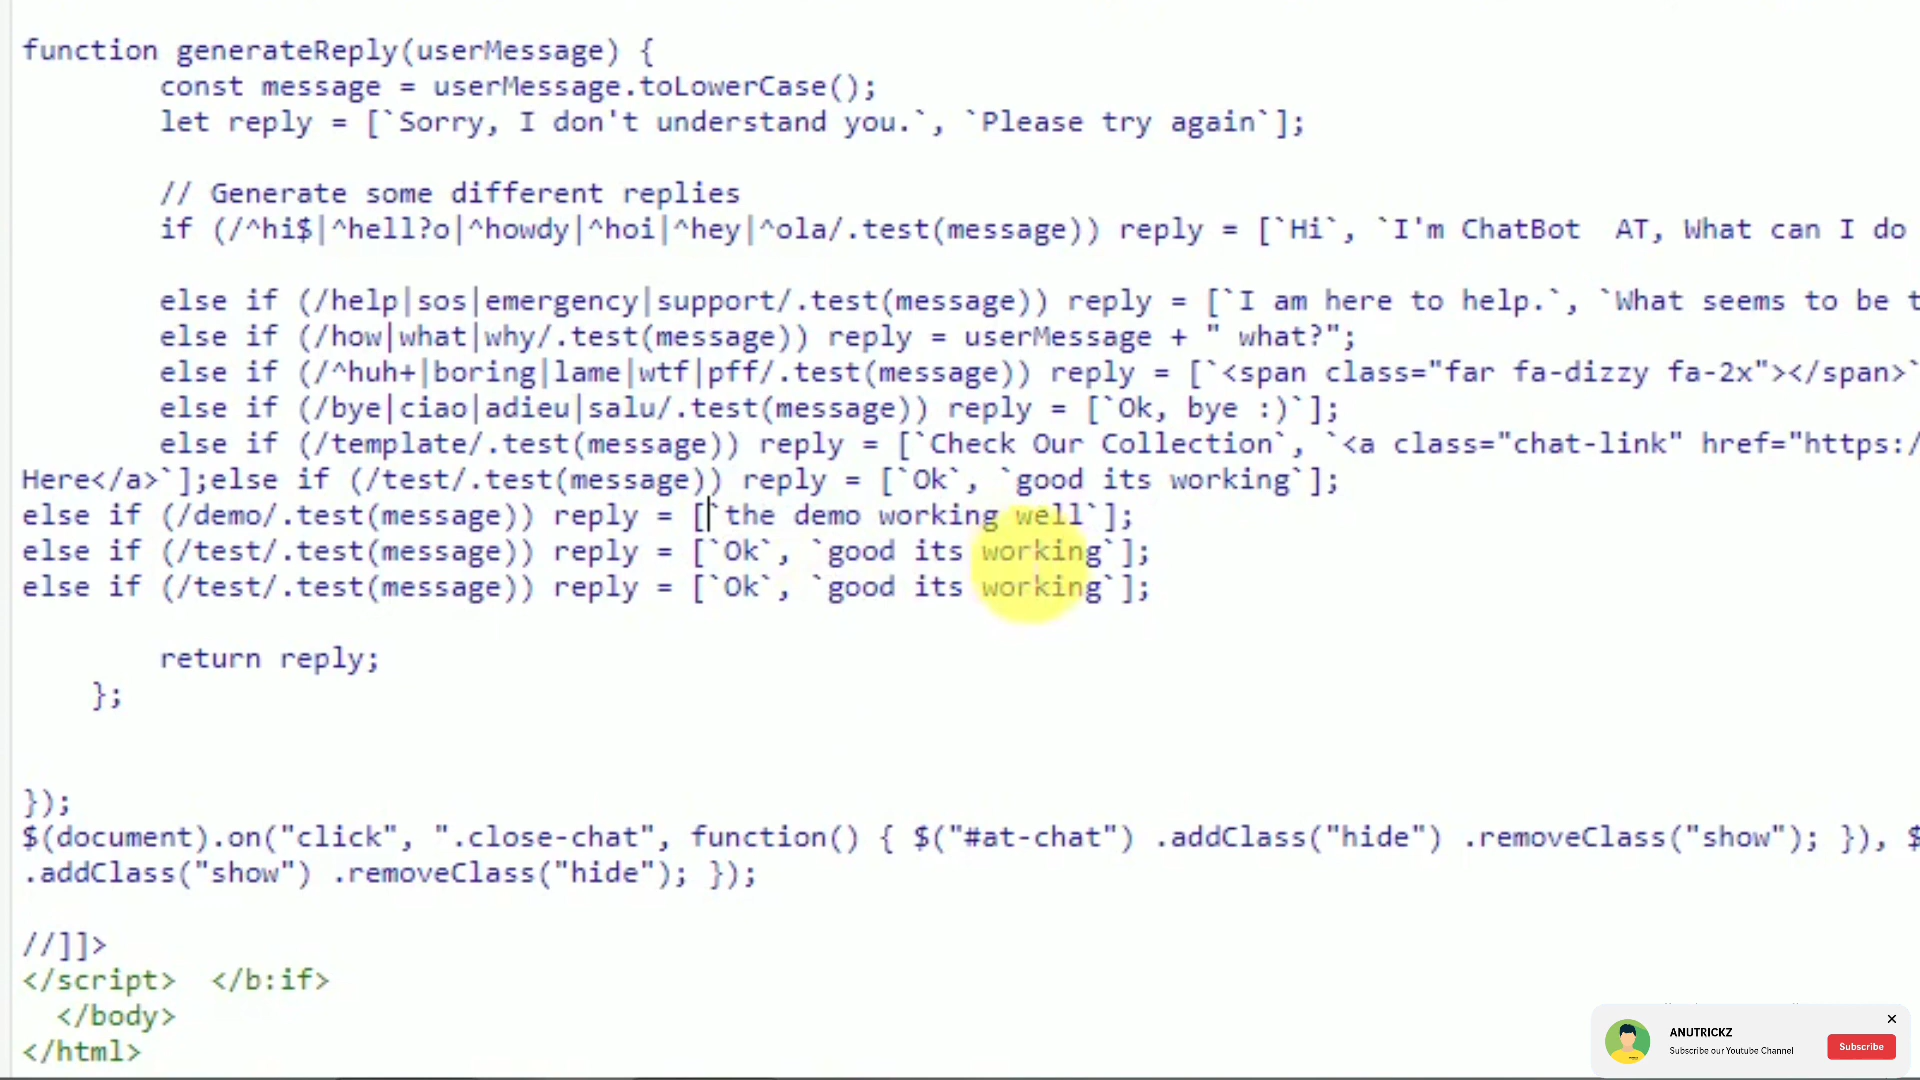 function generateReply(userMessage) {
const message = userMessage.toLowerCase();
let reply = [`Sorry, I don't understand you.`, `Please try again`];
// Generate some different replies
if (/^hi$|^hell?o|^howdy|^hoi|^hey|^ola/.test(message)) reply = [`Hi`, `I'm ChatBot  AT, What can I do
else if (/help|sos|emergency|support/.test(message)) reply = [`I am here to help.`, `What seems to be t
else if (/how|what|why/.test(message)) reply = userMessage + " what?";
else if (/^huh+|boring|lame|wtf|pff/.test(message)) reply = [`<span class="far fa-dizzy fa-2x"></span>`
else if (/bye|ciao|adieu|salu/.test(message)) reply = [`Ok, bye :)`];
else if (/template/.test(message)) reply = [`Check Our Collection`, `<a class="chat-link" href="https:/
Here</a>`];else if (/test/.test(message)) reply = [`Ok`, `good its working`];
else if (/demo/.test(message)) reply = [`the demo working well`];
else if (/test/.test(message)) reply = [`Ok`, `good its working`];
else if (/test/.test(message)) reply = [`Ok`, `good its working`];
return reply;
};
});
$(document).on("click", ".close-chat", function() { $("#at-chat") .addClass("hide") .removeClass("show"); }), $
.addClass("show") .removeClass("hide"); });
//]]>
</script>  </b:if>
</body>
</html>
ANUTRICKZ
Subscribe our Youtube Channel
Subscribe